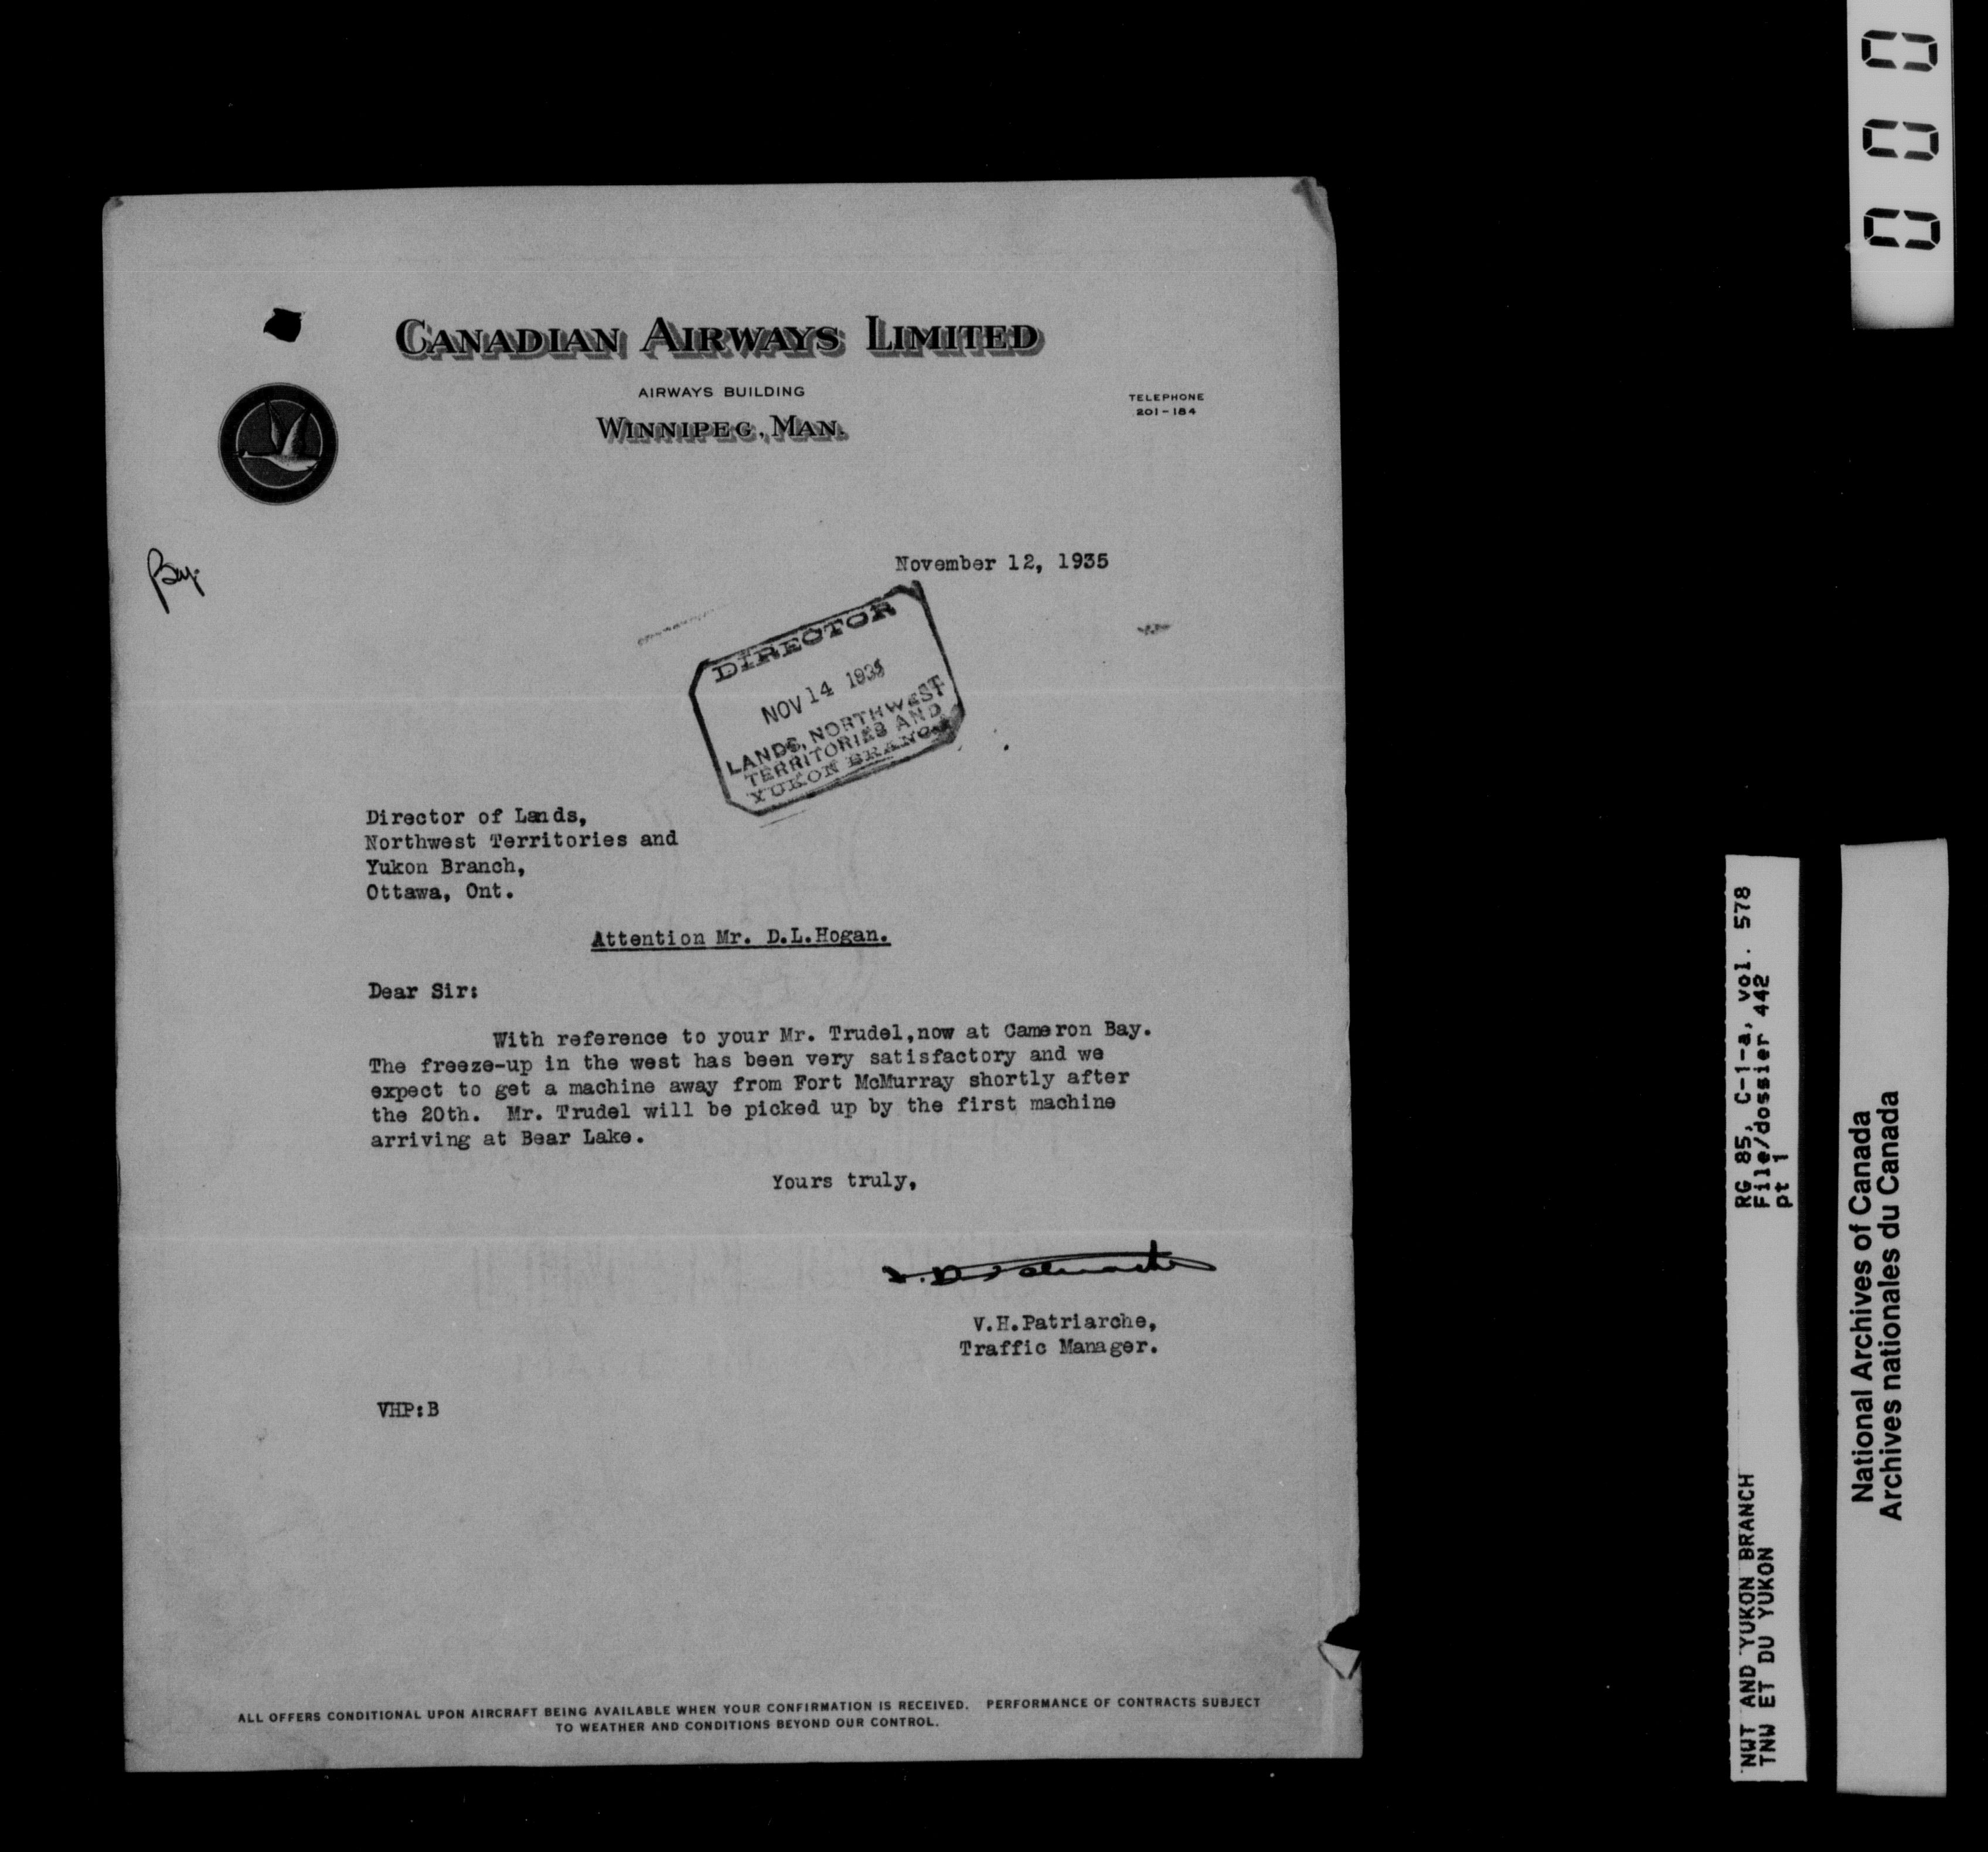 CANADIAN AIRWAYS LIMITED
AIRWAYS BUILDING
WINNIPEG, MAN.
TELEPHONE
201-184
November 12, 1935
DIRECTOR
NOV 14 1935
LANDS, NORTHWEST
TERRITORIES AND
YUKON BRANCH
Director of Lands,
Northwest Territories and
Yukon Branch,
Ottawa, Ont.
Attention Mr. D.L.Hogan.
Dear Sir:
With reference to your Mr. Trudel,now at Cameron Bay.
The freeze-up in the west has been very satisfactory and we
expect to get a machine away from Fort McMurray shortly after
the 20th. Mr. Trudel will be picked up by the first machine
arriving at Bear Lake.
Yours truly,
V.H.Patriarche,
Traffic Manager.
VHP:B
ALL OFFERS CONDITIONAL UPON AIRCRAFT BEING AVAILABLE WHEN YOUR CONFIRMATION IS RECEIVED. PERFORMANCE OF CONTRACTS SUBJECT
TO WEATHER AND CONDITIONS BEYOND OUR CONTROL.
000
RG 85, C-1-a, vol. 578
File/dossier 442
pt 1
NWT AND YUKON BRANCH
TNW ET DU YUKON
National Archives of Canada
Archives nationales du Canada